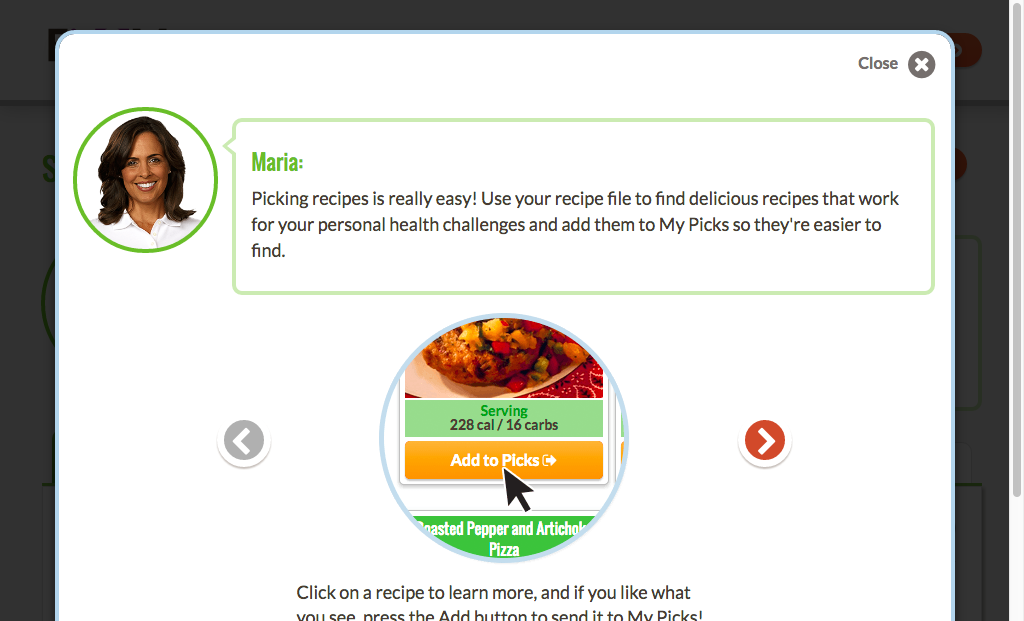 Close
Maria:
Picking recipes is really easy! Use your recipe file to find delicious recipes that work
for your personal health challenges and add them to My Picks so they're easier to
find.
Serving
228 cal / 16 carbs
Add to Picks
Roasted Pepper and Artichok
Pizza
Click on a recipe to learn more, and if you like what
you see, press the Add button to send it to My Picks!